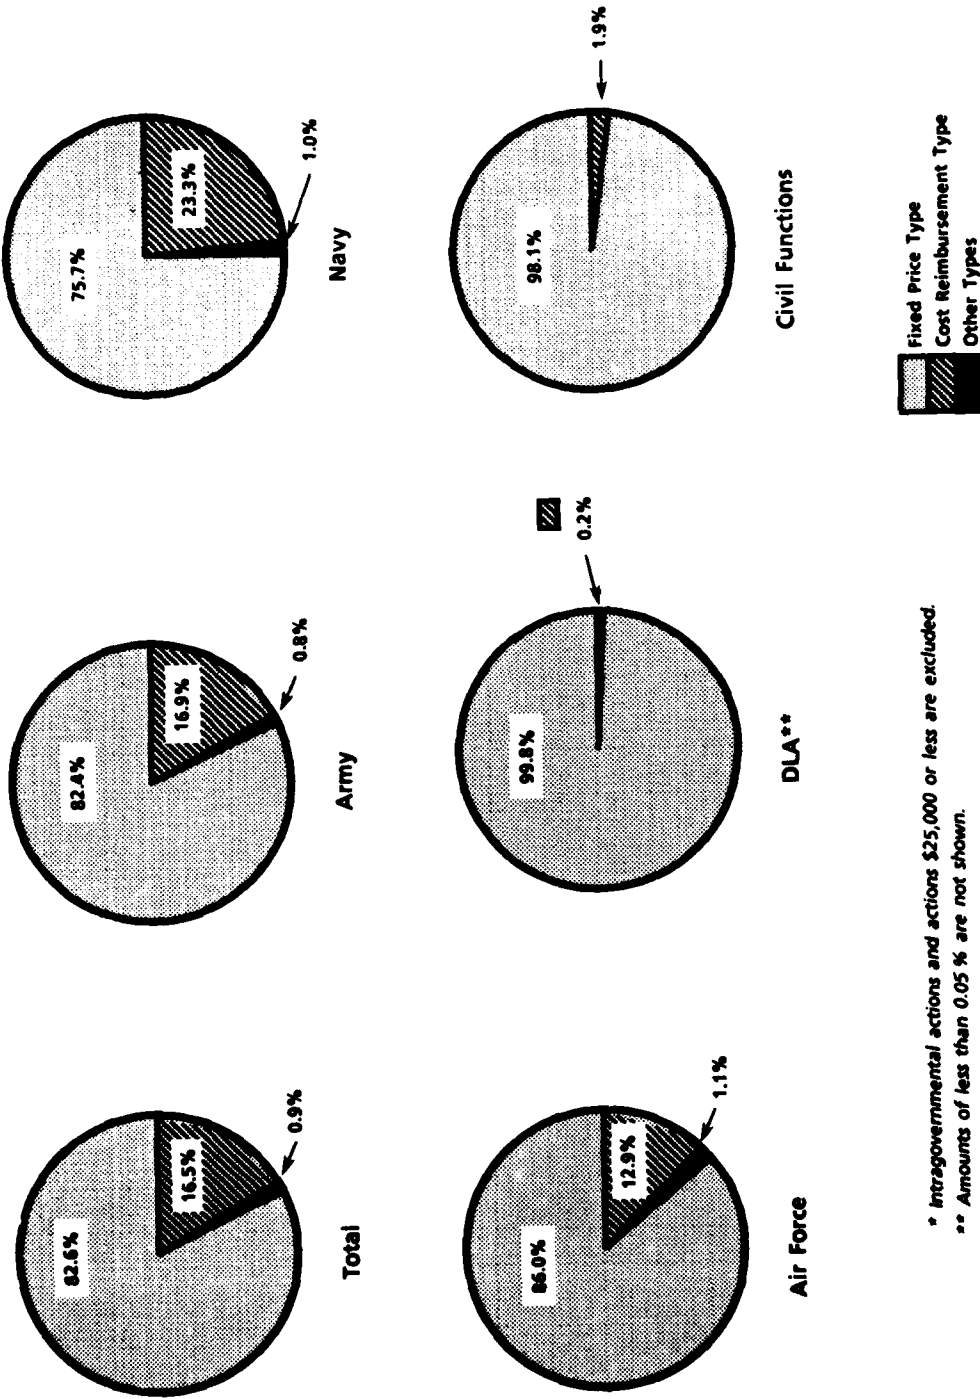 82.6%
16.5%
0.9%
Total
82.4%
16.9%
0.8%
Army
75.7%
23.3%
1.0%
Navy
86.0%
12.9%
1.1%
Air Force
99.8%
0.2%
DLA**
98.1%
1.9%
Civil Functions
Fixed Price Type
Cost Reimbursement Type
Other Types
* Intragovernmental actions and actions $25,000 or less are excluded.
** Amounts of less than 0.05 % are not shown.